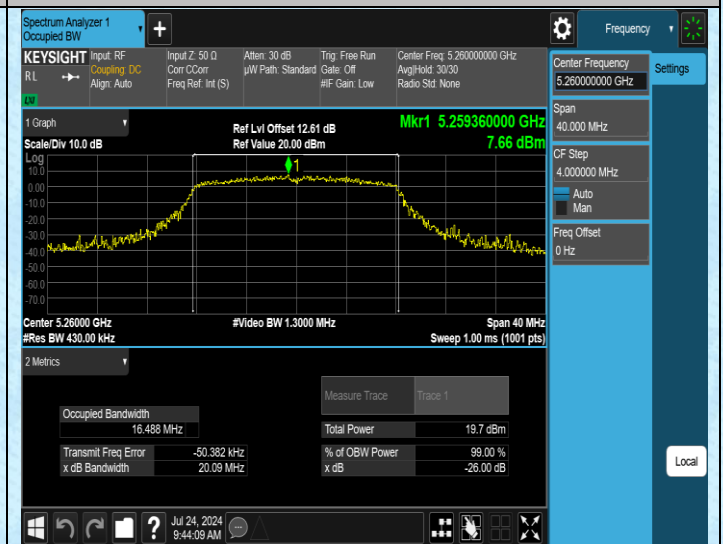 Spectrum Analyzer 1
Occupied BW
Frequency
KEYSIGHT
R L
LXI
Input: RF
Coupling: DC
Align: Auto
Input Z: 50 Ω
Corr CCorr
Freq Ref: Int (S)
Atten: 30 dB
µW Path: Standard
Trig: Free Run
Gate: Off
#IF Gain: Low
Center Freq: 5.260000000 GHz
Avg|Hold: 30/30
Radio Std: None
Center Frequency
5.260000000 GHz
Settings
Span
40.000 MHz
CF Step
4.000000 MHz
Auto
Man
Freq Offset
0 Hz
Local
1 Graph
Scale/Div 10.0 dB
Ref Lvl Offset 12.61 dB
Ref Value 20.00 dBm
Mkr1 5.259360000 GHz
7.66 dBm
Log
10.0
0.00
-10.0
-20.0
-30.0
-40.0
-50.0
-60.0
-70.0
1
Center 5.26000 GHz
#Res BW 430.00 kHz
#Video BW 1.3000 MHz
Span 40 MHz
Sweep 1.00 ms (1001 pts)
2 Metrics
Measure Trace Trace 1
Occupied Bandwidth
16.488 MHz
Total Power 19.7 dBm
Transmit Freq Error -50.382 kHz
% of OBW Power 99.00 %
x dB Bandwidth 20.09 MHz
x dB -26.00 dB
?
Jul 24, 2024
9:44:09 AM